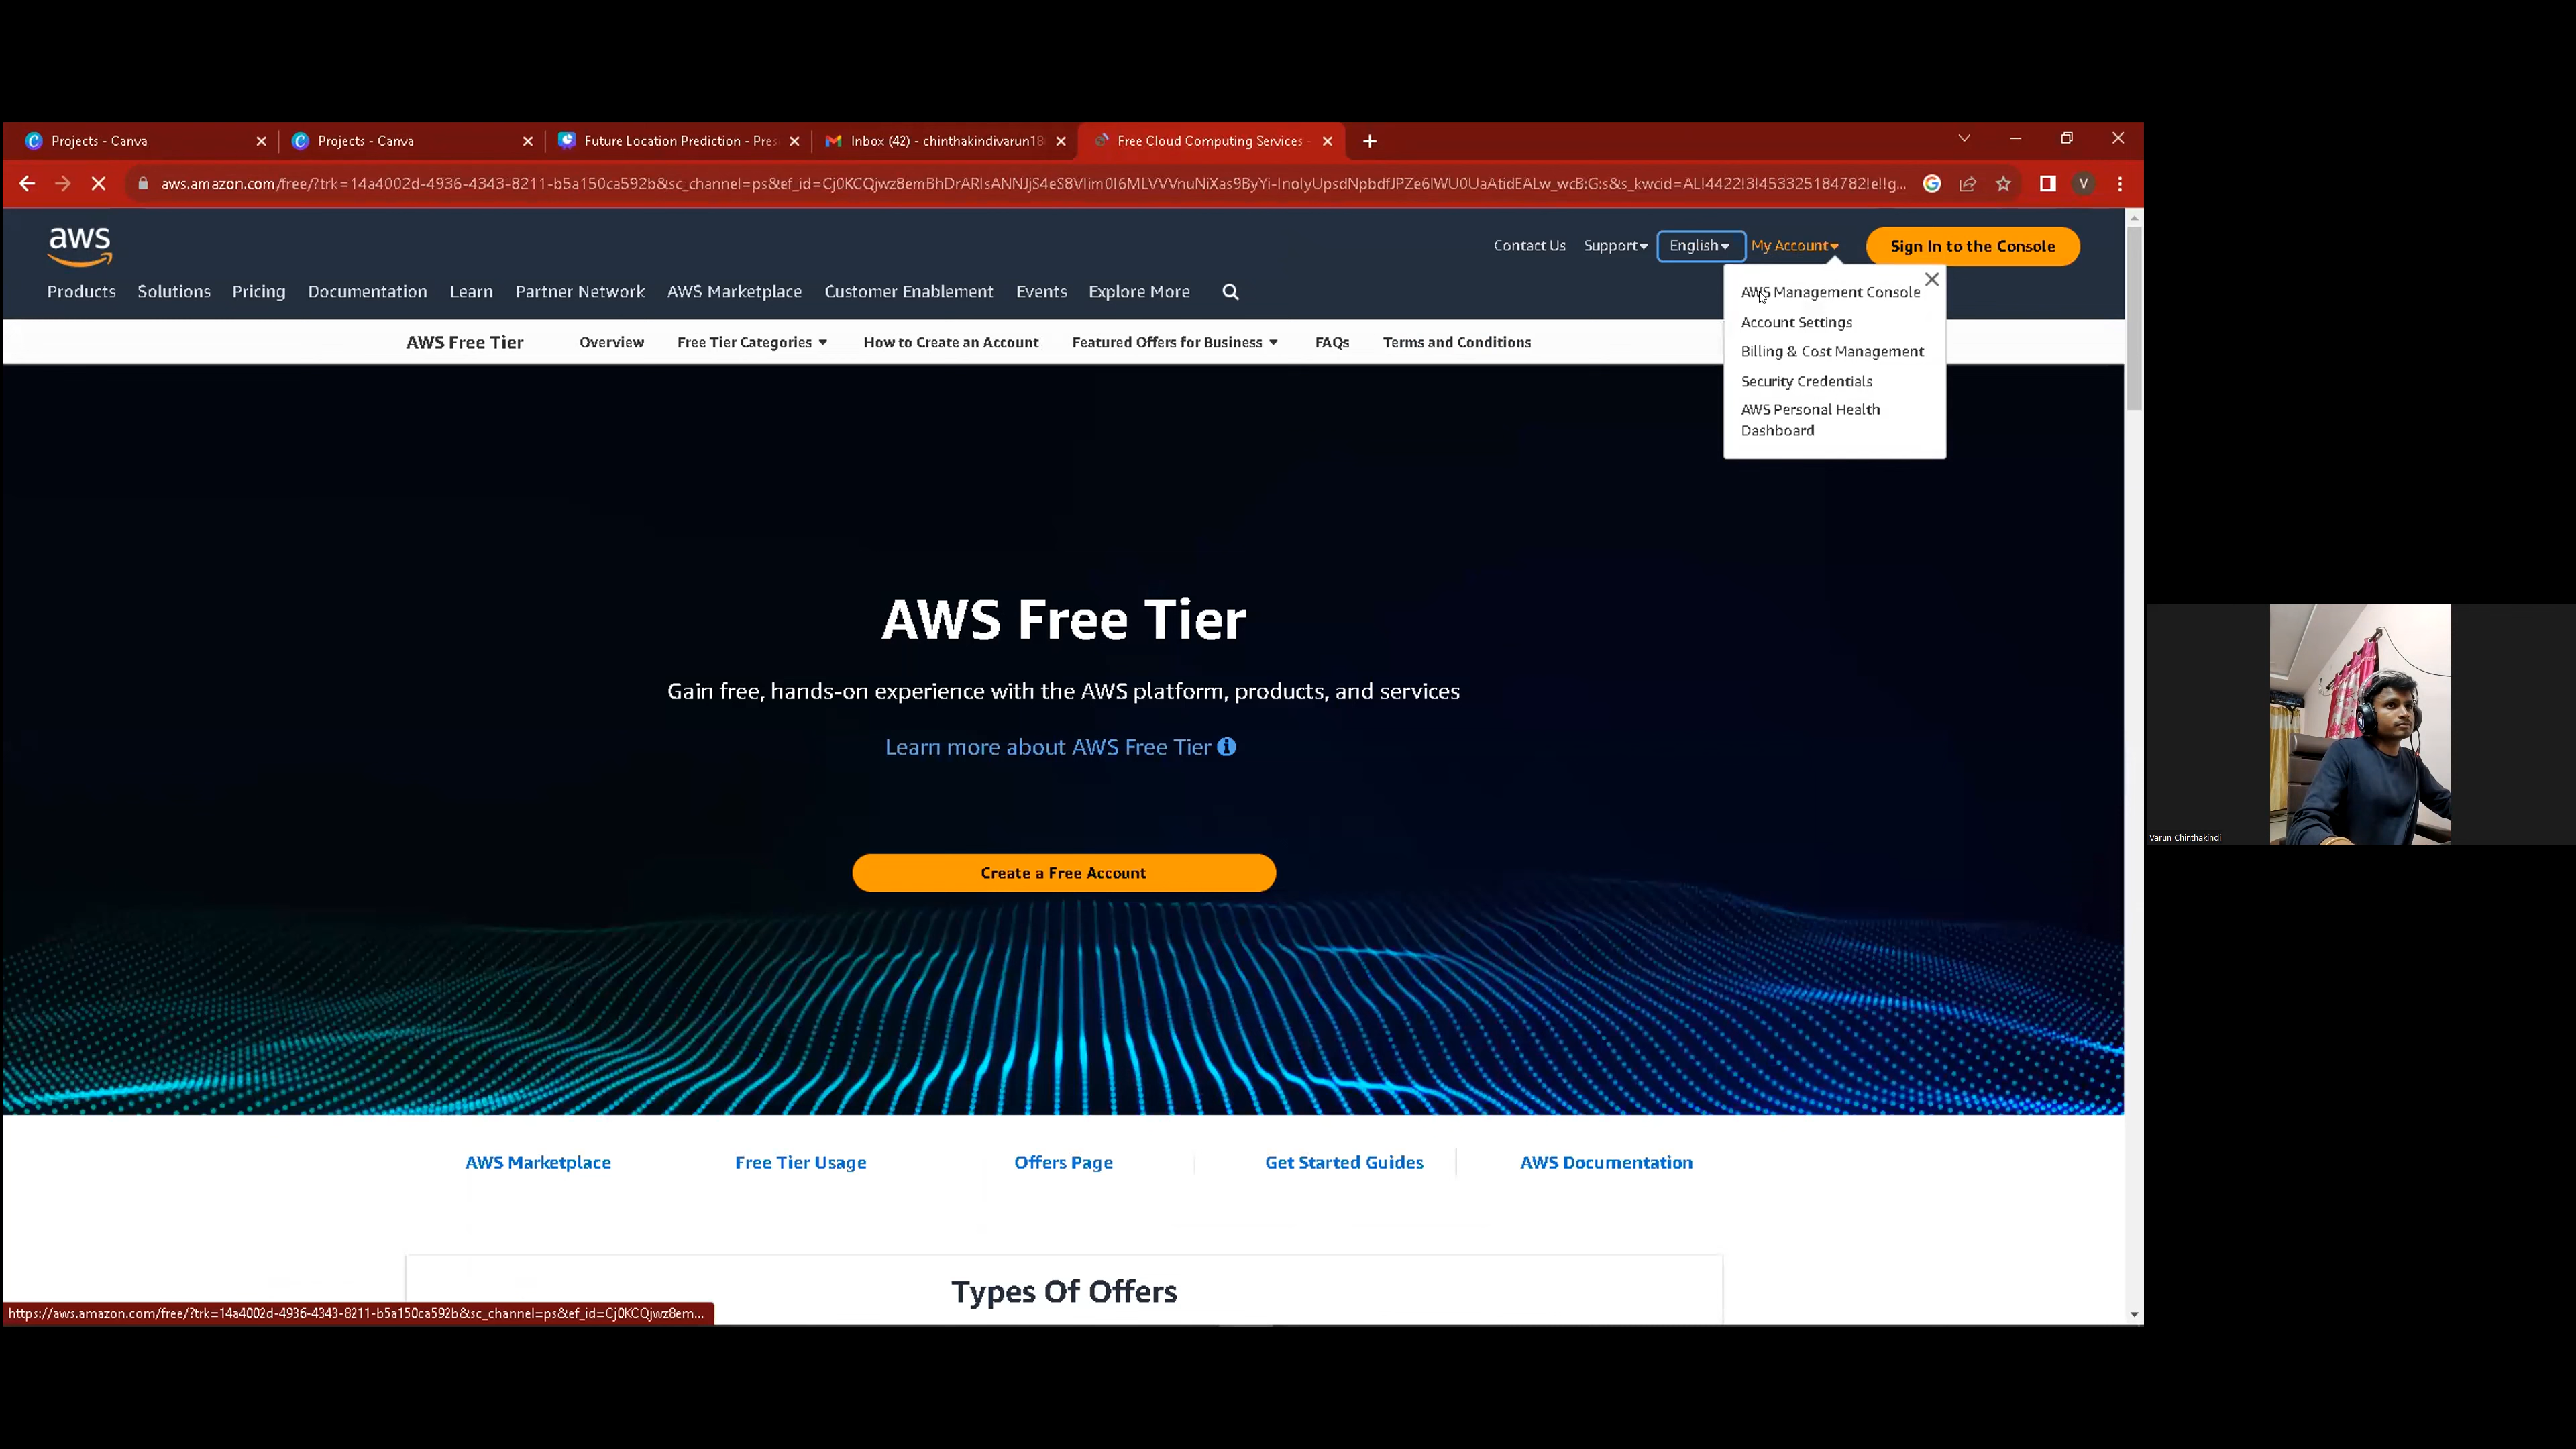 Projects - Canva
Projects - Canva
Future Location Prediction - Pres
Inbox (42) - chinthakindivarun18
Free Cloud Computing Services -
aws.amazon.com/free/?trk=14a4002d-4936-4343-8211-b5a150ca592b&sc_channel=ps&ef_id=
V
aws
Contact Us
Support
English
My Account
Sign In to the Console
Products
Solutions
Pricing
Documentation
Learn
Partner Network
AWS Marketplace
Customer Enablement
Events
Explore More
AWS Management Console
Account Settings
Billing & Cost Management
Security Credentials
AWS Personal Health
Dashboard
AWS Free Tier
Overview
Free Tier Categories
How to Create an Account
Featured Offers for Business
FAQs
Terms and Conditions
AWS Free Tier
Gain free, hands-on experience with the AWS platform, products, and services
Learn more about AWS Free Tier
Create a Free Account
Varun Chinthakindi
AWS Marketplace
Free Tier Usage
Offers Page
Get Started Guides
AWS Documentation
Types Of Offers
https://aws.amazon.com/free/?trk=14a4002d-4936-4343-8211-b5a150ca592b&sc_channel=ps&ef_id=Cj0KCQjwz8em...